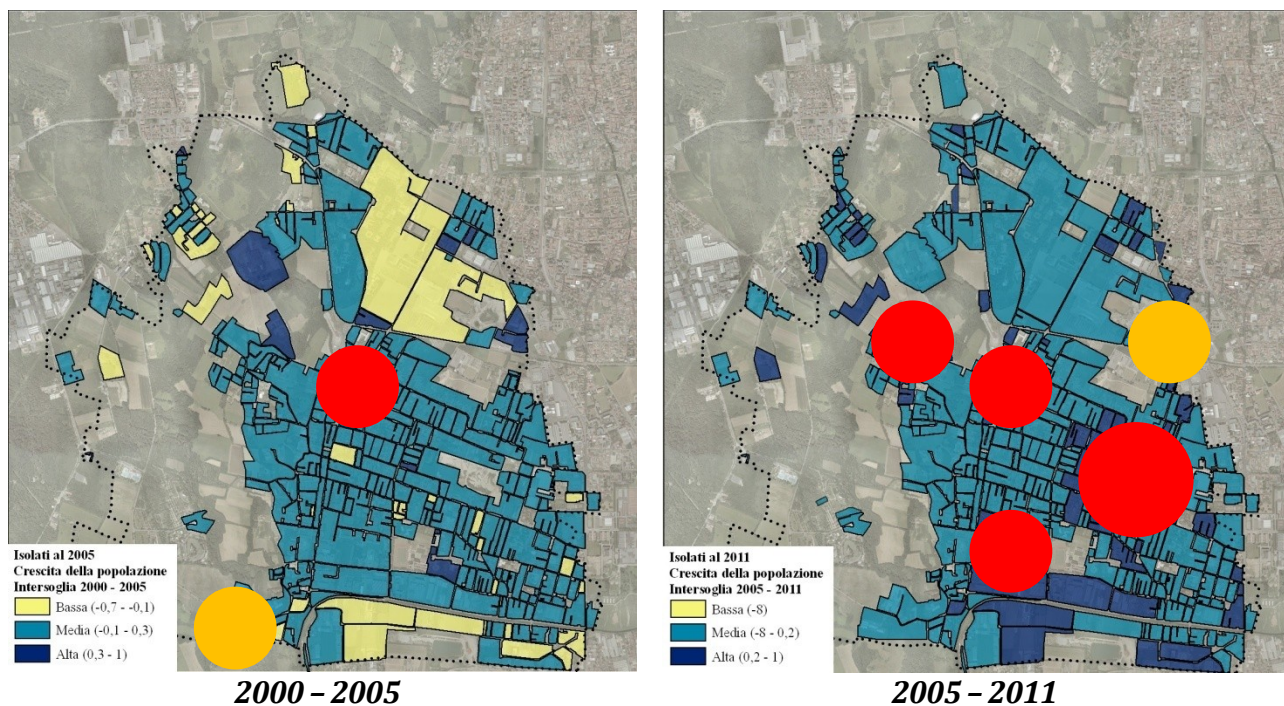 Isolati al 2005
Crescita della popolazione
Intersoglia 2000 - 2005
Bassa (-0,7 - -0,1)
Media (-0,1 - 0,3)
Alta (0,3 - 1)
2000 – 2005
Isolati al 2011
Crescita della popolazione
Intersoglia 2005 - 2011
Bassa (-8)
Media (-8 - 0,2)
Alta (0,2 - 1)
2005 – 2011